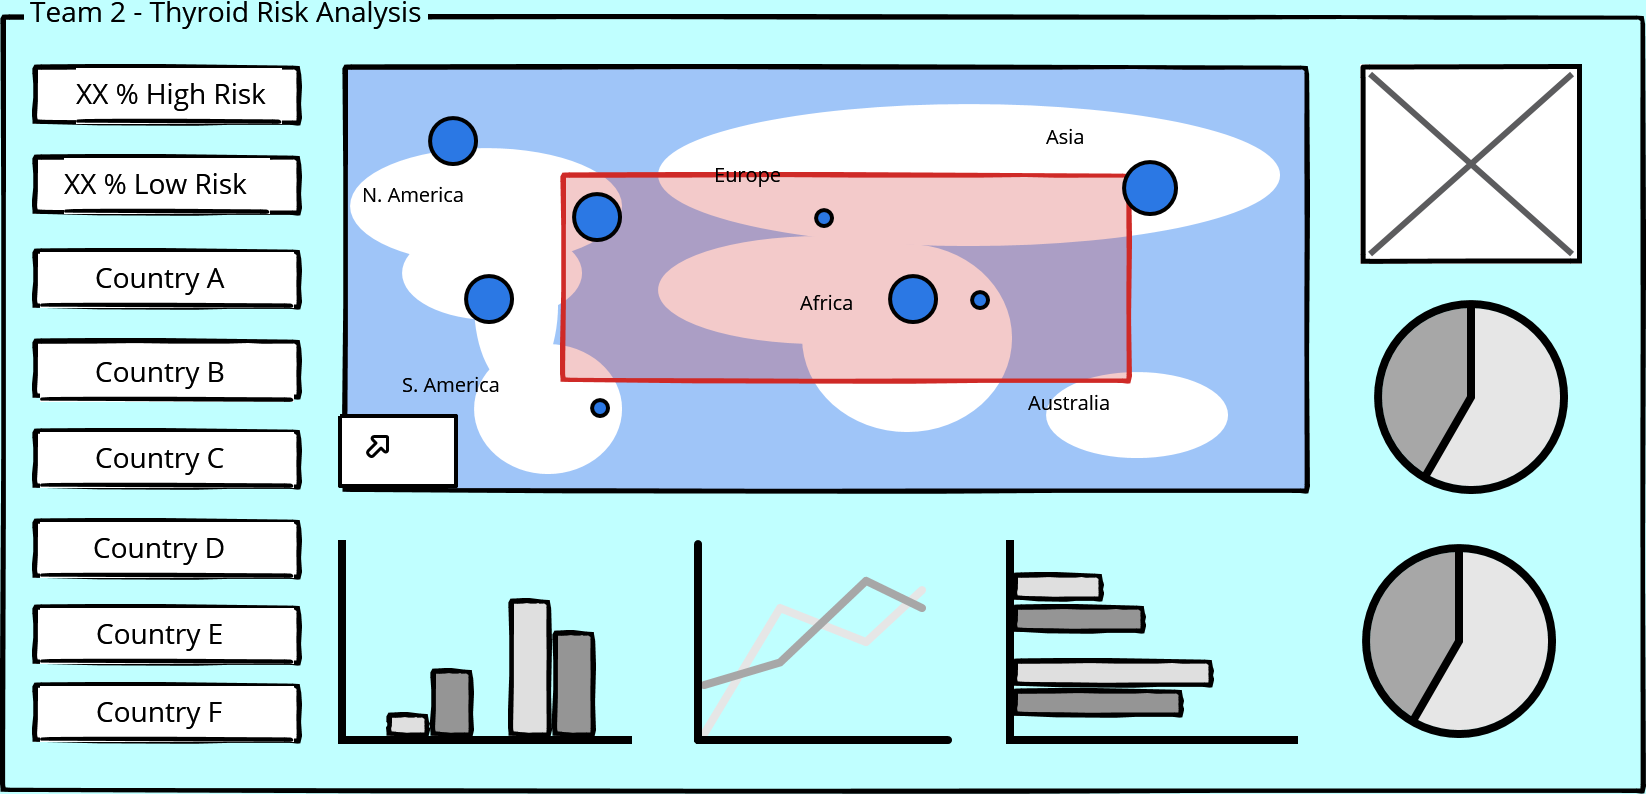 Team 2 - Thyroid Risk Analysis
XX % High Risk
XX % Low Risk
Country A
Country B
Country C
Country D
Country E
Country F
Asia
Europe
N. America
Africa
S. America
Australia